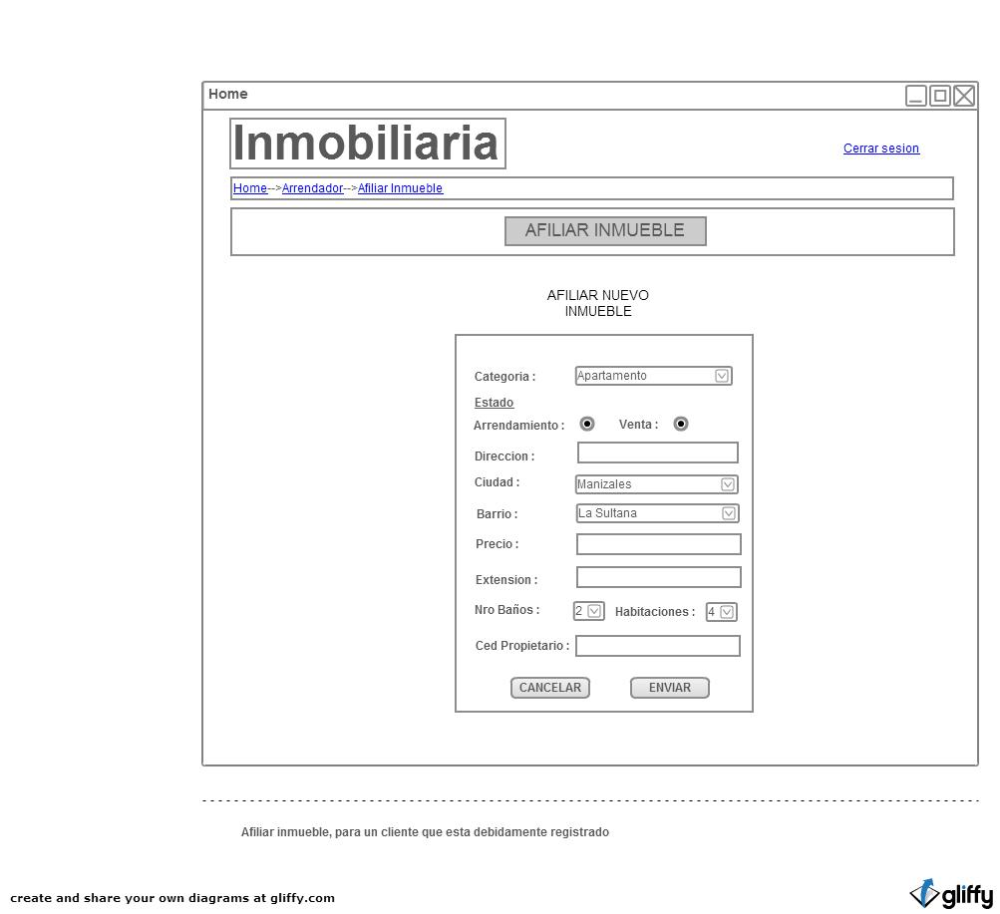 Home
Inmobiliaria
Cerrar sesion
Home-->Arrendador-->Afiliar Inmueble
AFILIAR INMUEBLE
AFILIAR NUEVO
INMUEBLE
Categoria : Apartamento
Estado
Arrendamiento : Venta :
Direccion :
Ciudad : Manizales
Barrio : La Sultana
Precio :
Extension :
Nro Baños : 2 Habitaciones : 4
Ced Propietario :
CANCELAR ENVIAR
Afiliar inmueble, para un cliente que esta debidamente registrado
create and share your own diagrams at gliffy.com
gliffy